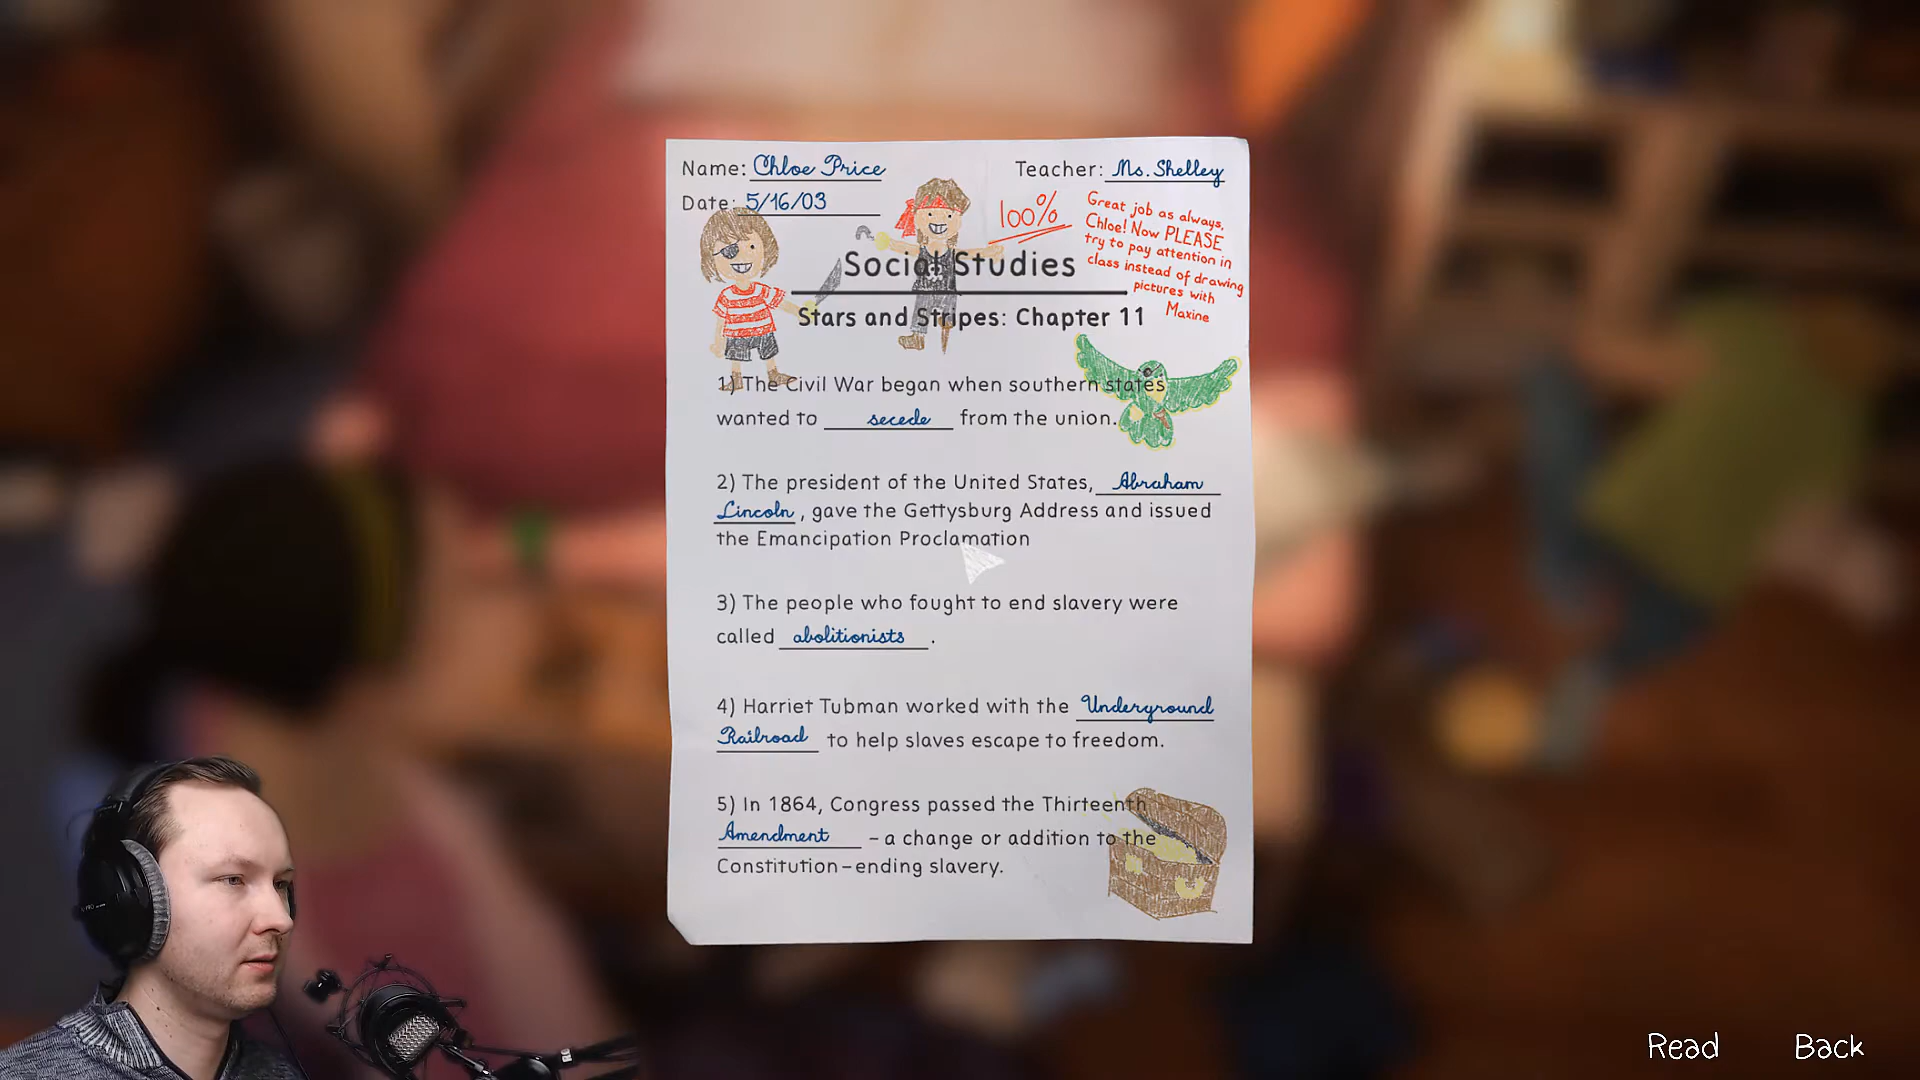 Name: Chloe Price
Teacher: Ms. Shelley
Date: 5/16/03
100%
Great job as always,
Chloe! Now PLEASE
try to pay attention in
class instead of drawing
pictures with
Maxine
Social Studies
Stars and Stripes: Chapter 11
1) The Civil War began when southern states
wanted to secede from the union.
2) The president of the United States, Abraham
Lincoln, gave the Gettysburg Address and issued
the Emancipation Proclamation
3) The people who fought to end slavery were
called abolitionists.
4) Harriet Tubman worked with the Underground
Railroad to help slaves escape to freedom.
5) In 1864, Congress passed the Thirteenth
Amendment - a change or addition to the
Constitution-ending slavery.
Read
Back